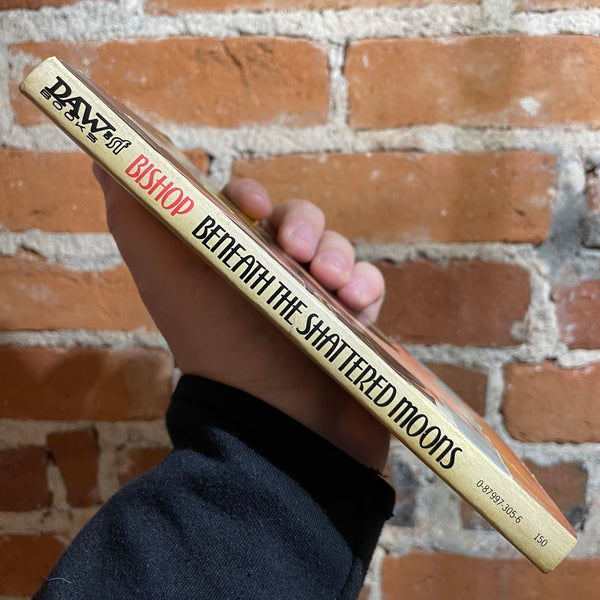 DAW sf
BOOKS
BISHOP
BENEATH THE SHATTERED MOONS
0-87997-305-6
150